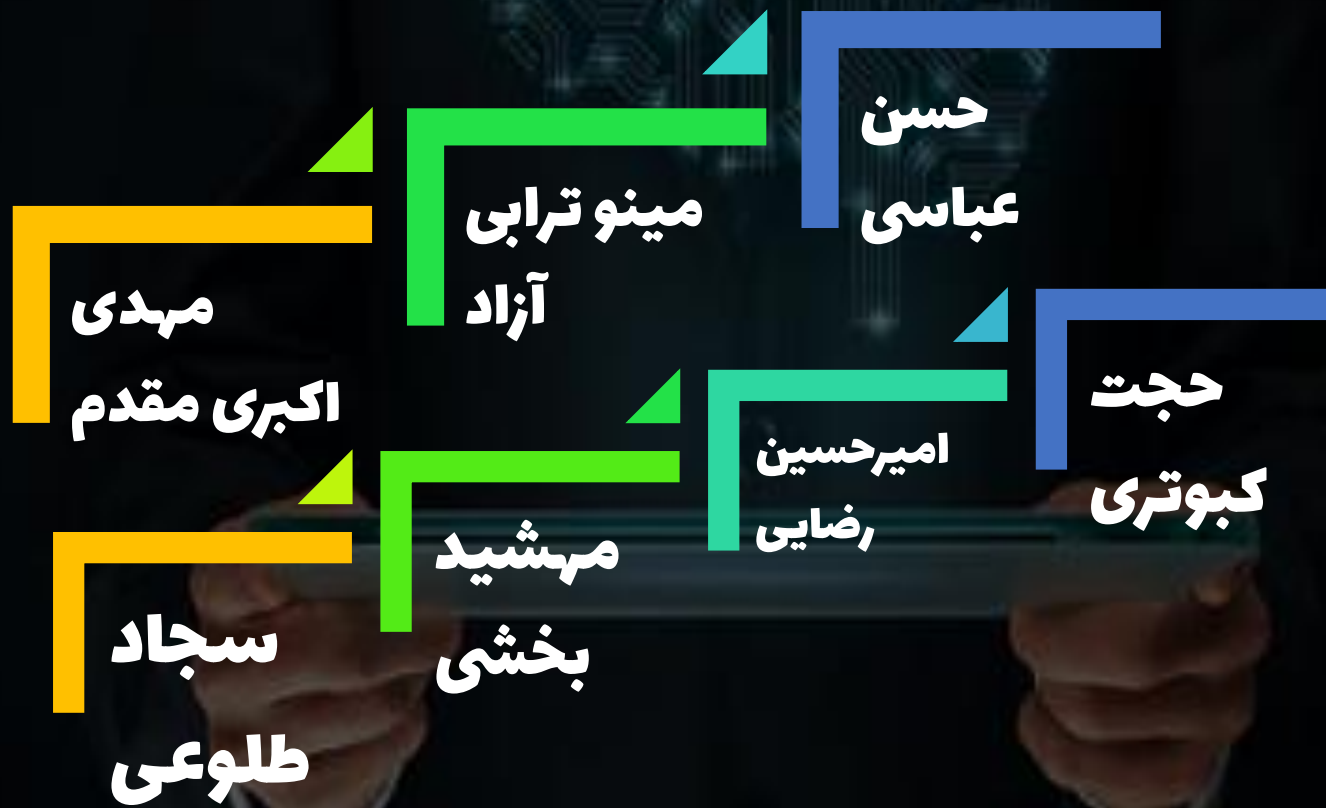 حسن
عباسی
مینو ترابی
آزاد
مهدی
اکبری مقدم
حجت
کبوتری
امیرحسین
رضایی
مهشید
بخشی
سجاد
طلوعی